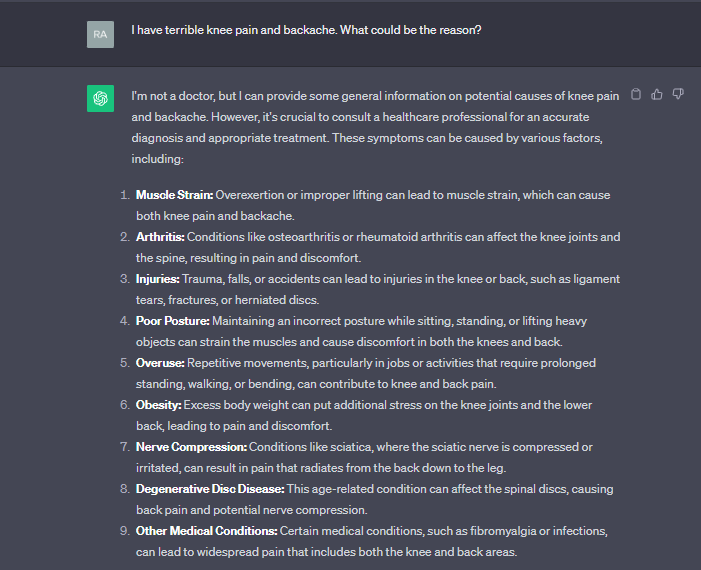 RA
I have terrible knee pain and backache. What could be the reason?
I'm not a doctor, but I can provide some general information on potential causes of knee pain
and backache. However, it's crucial to consult a healthcare professional for an accurate
diagnosis and appropriate treatment. These symptoms can be caused by various factors,
including:
1. Muscle Strain: Overexertion or improper lifting can lead to muscle strain, which can cause
both knee pain and backache.
2. Arthritis: Conditions like osteoarthritis or rheumatoid arthritis can affect the knee joints and
the spine, resulting in pain and discomfort.
3. Injuries: Trauma, falls, or accidents can lead to injuries in the knee or back, such as ligament
tears, fractures, or herniated discs.
4. Poor Posture: Maintaining an incorrect posture while sitting, standing, or lifting heavy
objects can strain the muscles and cause discomfort in both the knees and back.
5. Overuse: Repetitive movements, particularly in jobs or activities that require prolonged
standing, walking, or bending, can contribute to knee and back pain.
6. Obesity: Excess body weight can put additional stress on the knee joints and the lower
back, leading to pain and discomfort.
7. Nerve Compression: Conditions like sciatica, where the sciatic nerve is compressed or
irritated, can result in pain that radiates from the back down to the leg.
8. Degenerative Disc Disease: This age-related condition can affect the spinal discs, causing
back pain and potential nerve compression.
9. Other Medical Conditions: Certain medical conditions, such as fibromyalgia or infections,
can lead to widespread pain that includes both the knee and back areas.